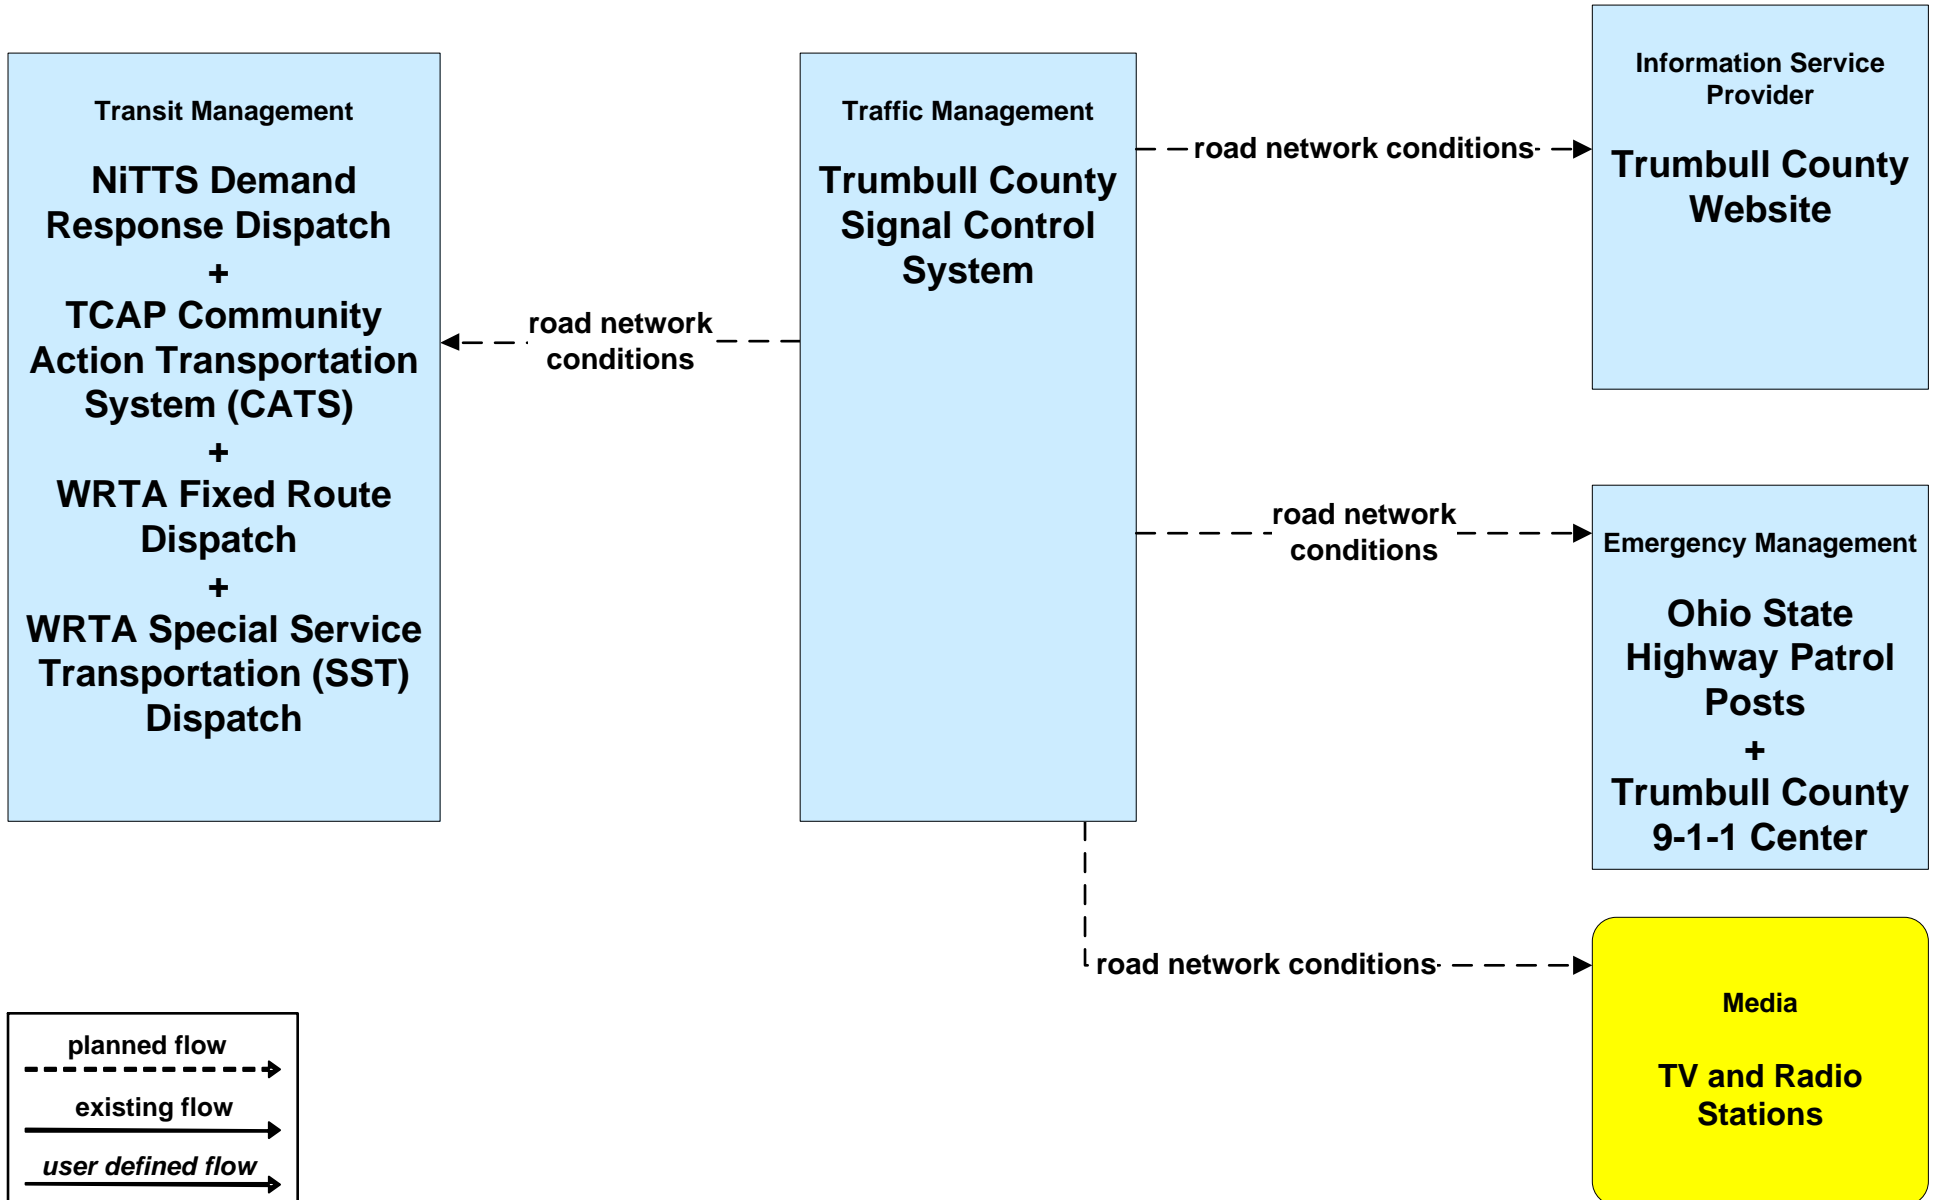 Transit Management
NiTTS Demand
Response Dispatch
+
TCAP Community
Action Transportation
System (CATS)
+
WRTA Fixed Route
Dispatch
+
WRTA Special Service
Transportation (SST)
Dispatch
road network
conditions
Traffic Management
Trumbull County
Signal Control
System
road network conditions
Information Service
Provider
Trumbull County
Website
road network
conditions
Emergency Management
Ohio State
Highway Patrol
Posts
+
Trumbull County
9-1-1 Center
road network conditions
Media
TV and Radio
Stations
planned flow
existing flow
user defined flow